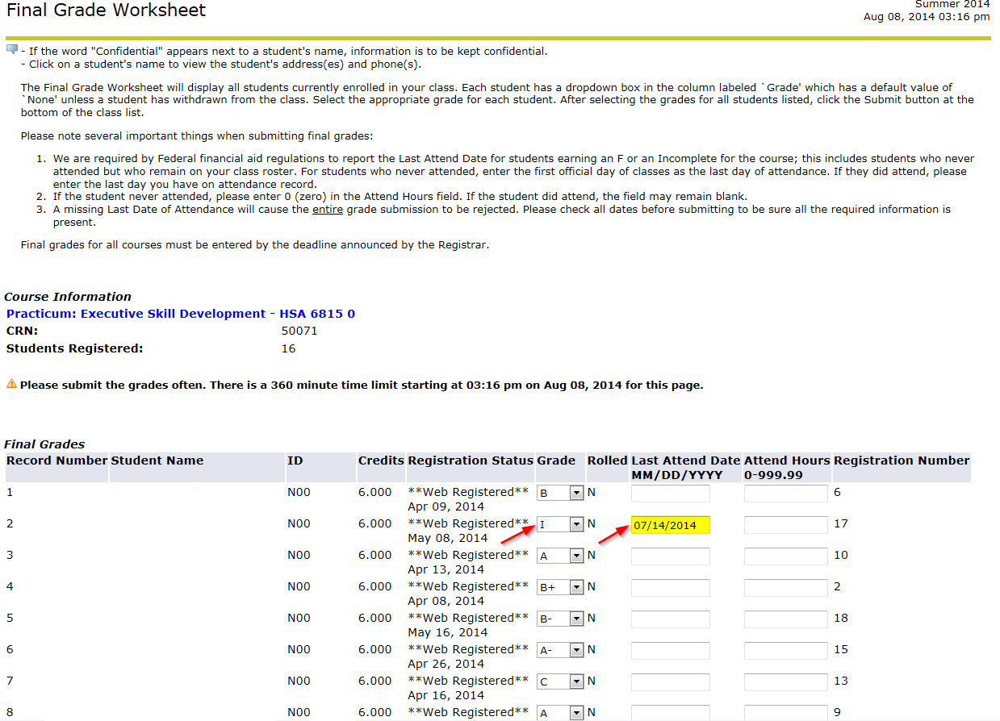 Final Grade Worksheet
Summer 2014
Aug 08, 2014 03:16 pm
- If the word "Confidential" appears next to a student's name, information is to be kept confidential.
- Click on a student's name to view the student's address(es) and phone(s).
The Final Grade Worksheet will display all students currently enrolled in your class. Each student has a dropdown box in the column labeled `Grade' which has a default value of
`None' unless a student has withdrawn from the class. Select the appropriate grade for each student. After selecting the grades for all students listed, click the Submit button at the
bottom of the class list.
Please note several important things when submitting final grades:
1. We are required by Federal financial aid regulations to report the Last Attend Date for students earning an F or an Incomplete for the course; this includes students who never
attended but who remain on your class roster. For students who never attended, enter the first official day of classes as the last day of attendance. If they did attend, please
enter the last day you have on attendance record.
2. If the student never attended, please enter 0 (zero) in the Attend Hours field. If the student did attend, the field may remain blank.
3. A missing Last Date of Attendance will cause the entire grade submission to be rejected. Please check all dates before submitting to be sure all the required information is
present.
Final grades for all courses must be entered by the deadline announced by the Registrar.
Course Information
Practicum: Executive Skill Development - HSA 6815 0
CRN: 50071
Students Registered: 16
Please submit the grades often. There is a 360 minute time limit starting at 03:16 pm on Aug 08, 2014 for this page.
Final Grades
Record Number Student Name ID Credits Registration Status Grade Rolled Last Attend Date Attend Hours Registration Number
MM/DD/YYYY 0-999.99
1 N00 6.000 **Web Registered** B N 6
Apr 09, 2014
2 N00 6.000 **Web Registered** I N 07/14/2014 17
May 08, 2014
3 N00 6.000 **Web Registered** A N 10
Apr 13, 2014
4 N00 6.000 **Web Registered** B+ N 2
Apr 08, 2014
5 N00 6.000 **Web Registered** B- N 18
May 16, 2014
6 N00 6.000 **Web Registered** A- N 15
Apr 26, 2014
7 N00 6.000 **Web Registered** C N 13
Apr 16, 2014
8 N00 6.000 **Web Registered** A N 9